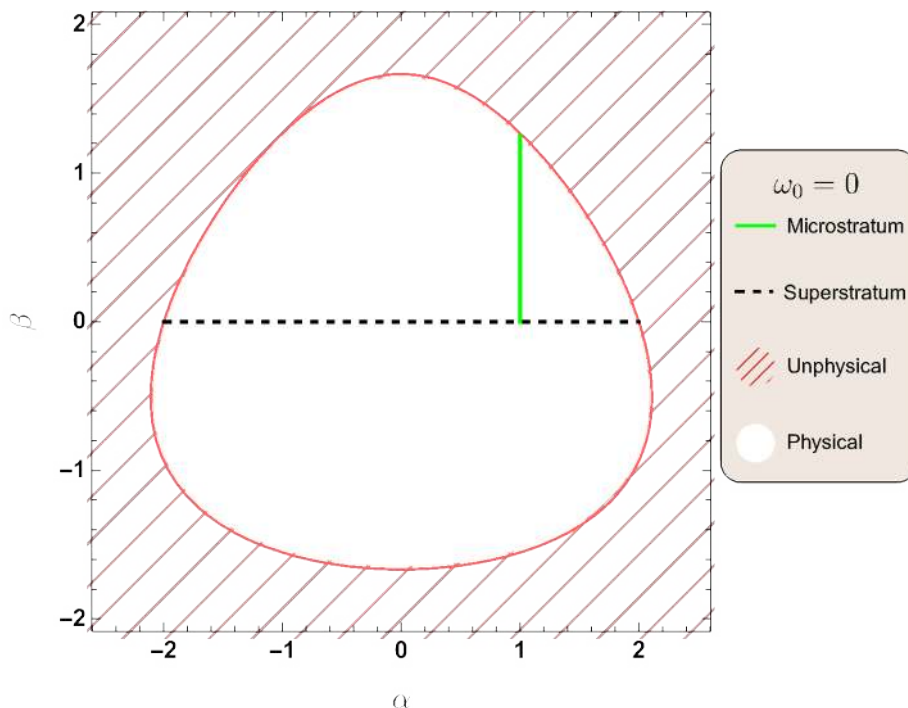 2
1
0
−1
−2
β
−2
−1
0
1
2
α
ω₀ = 0
Microstratum
Superstratum
Unphysical
Physical